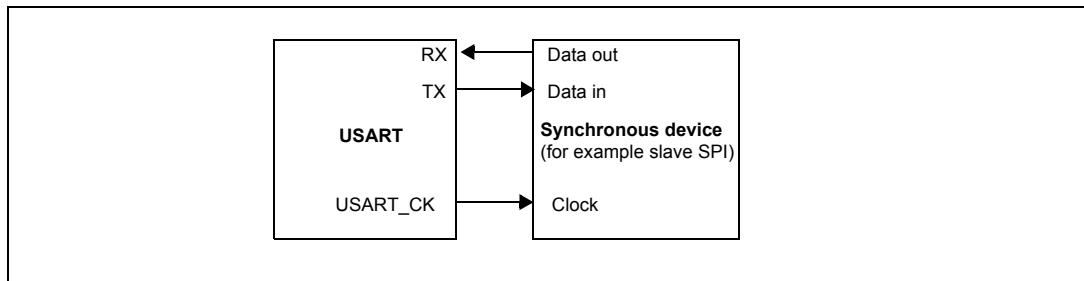 RX Data out
TX Data in
USART Synchronous device
(for example slave SPI)
USART_CK Clock